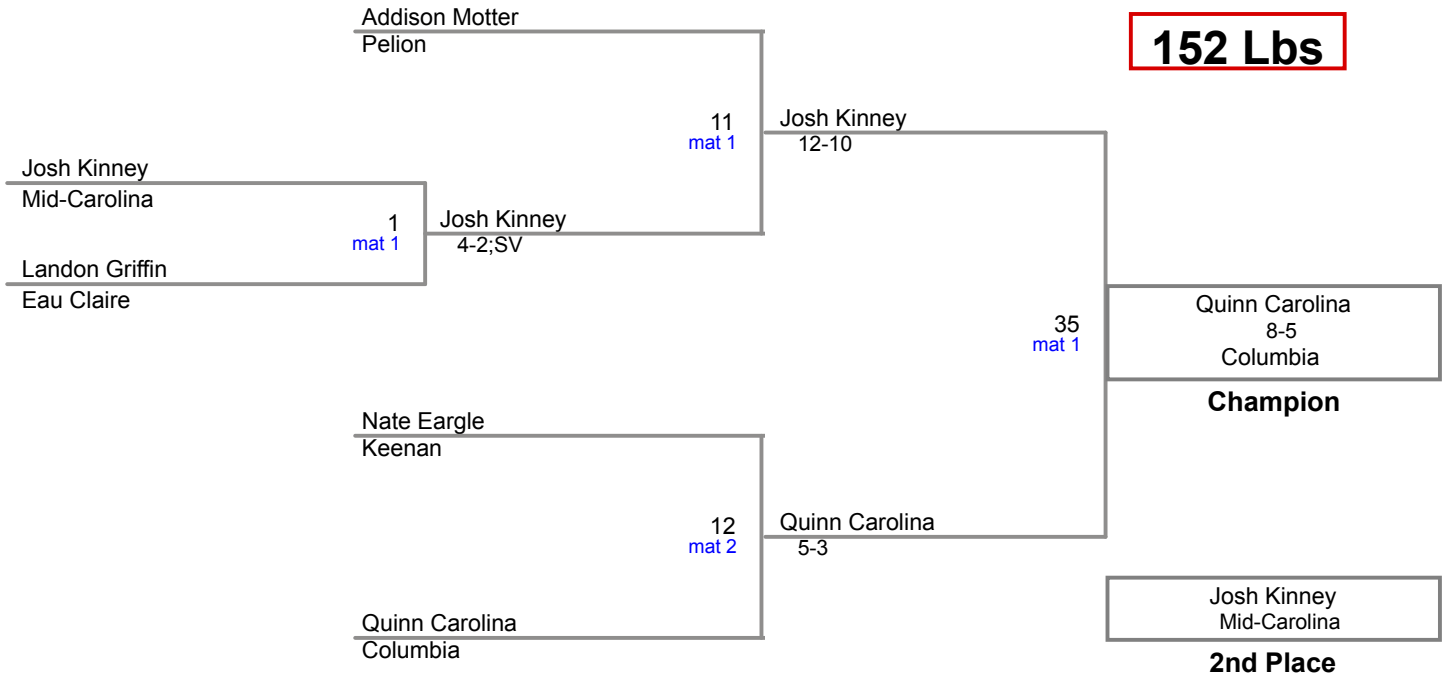 Addison Motter
Pelion
152 Lbs
11
mat 1
Josh Kinney
12-10
Josh Kinney
Mid-Carolina
1
mat 1
Josh Kinney
4-2;SV
Landon Griffin
Eau Claire
35
mat 1
Quinn Carolina
8-5
Columbia
Champion
Nate Eargle
Keenan
12
mat 2
Quinn Carolina
5-3
Quinn Carolina
Columbia
Josh Kinney
Mid-Carolina
2nd Place